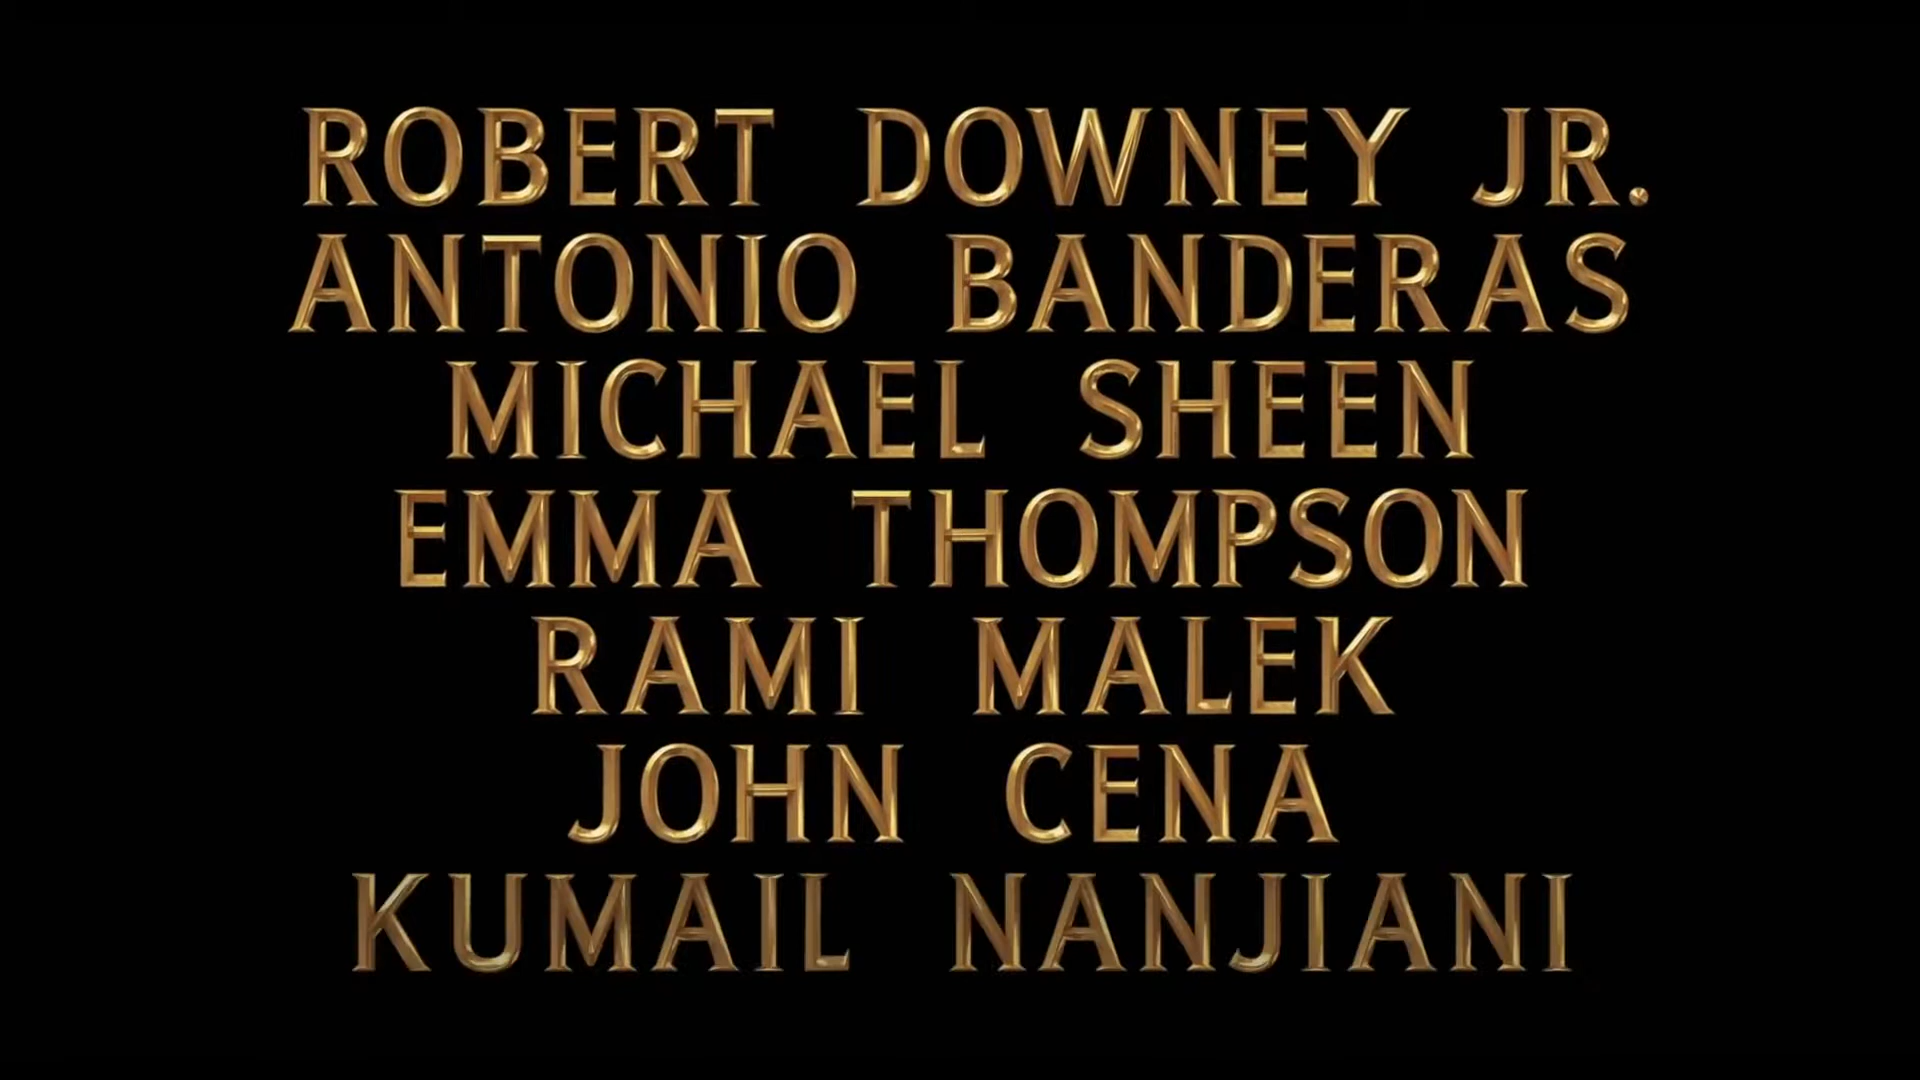 ROBERT DOWNEY JR.
ANTONIO BANDERAS
MICHAEL SHEEN
EMMA THOMPSON
RAMI MALEK
JOHN CENA
KUMAIL NANJIANI